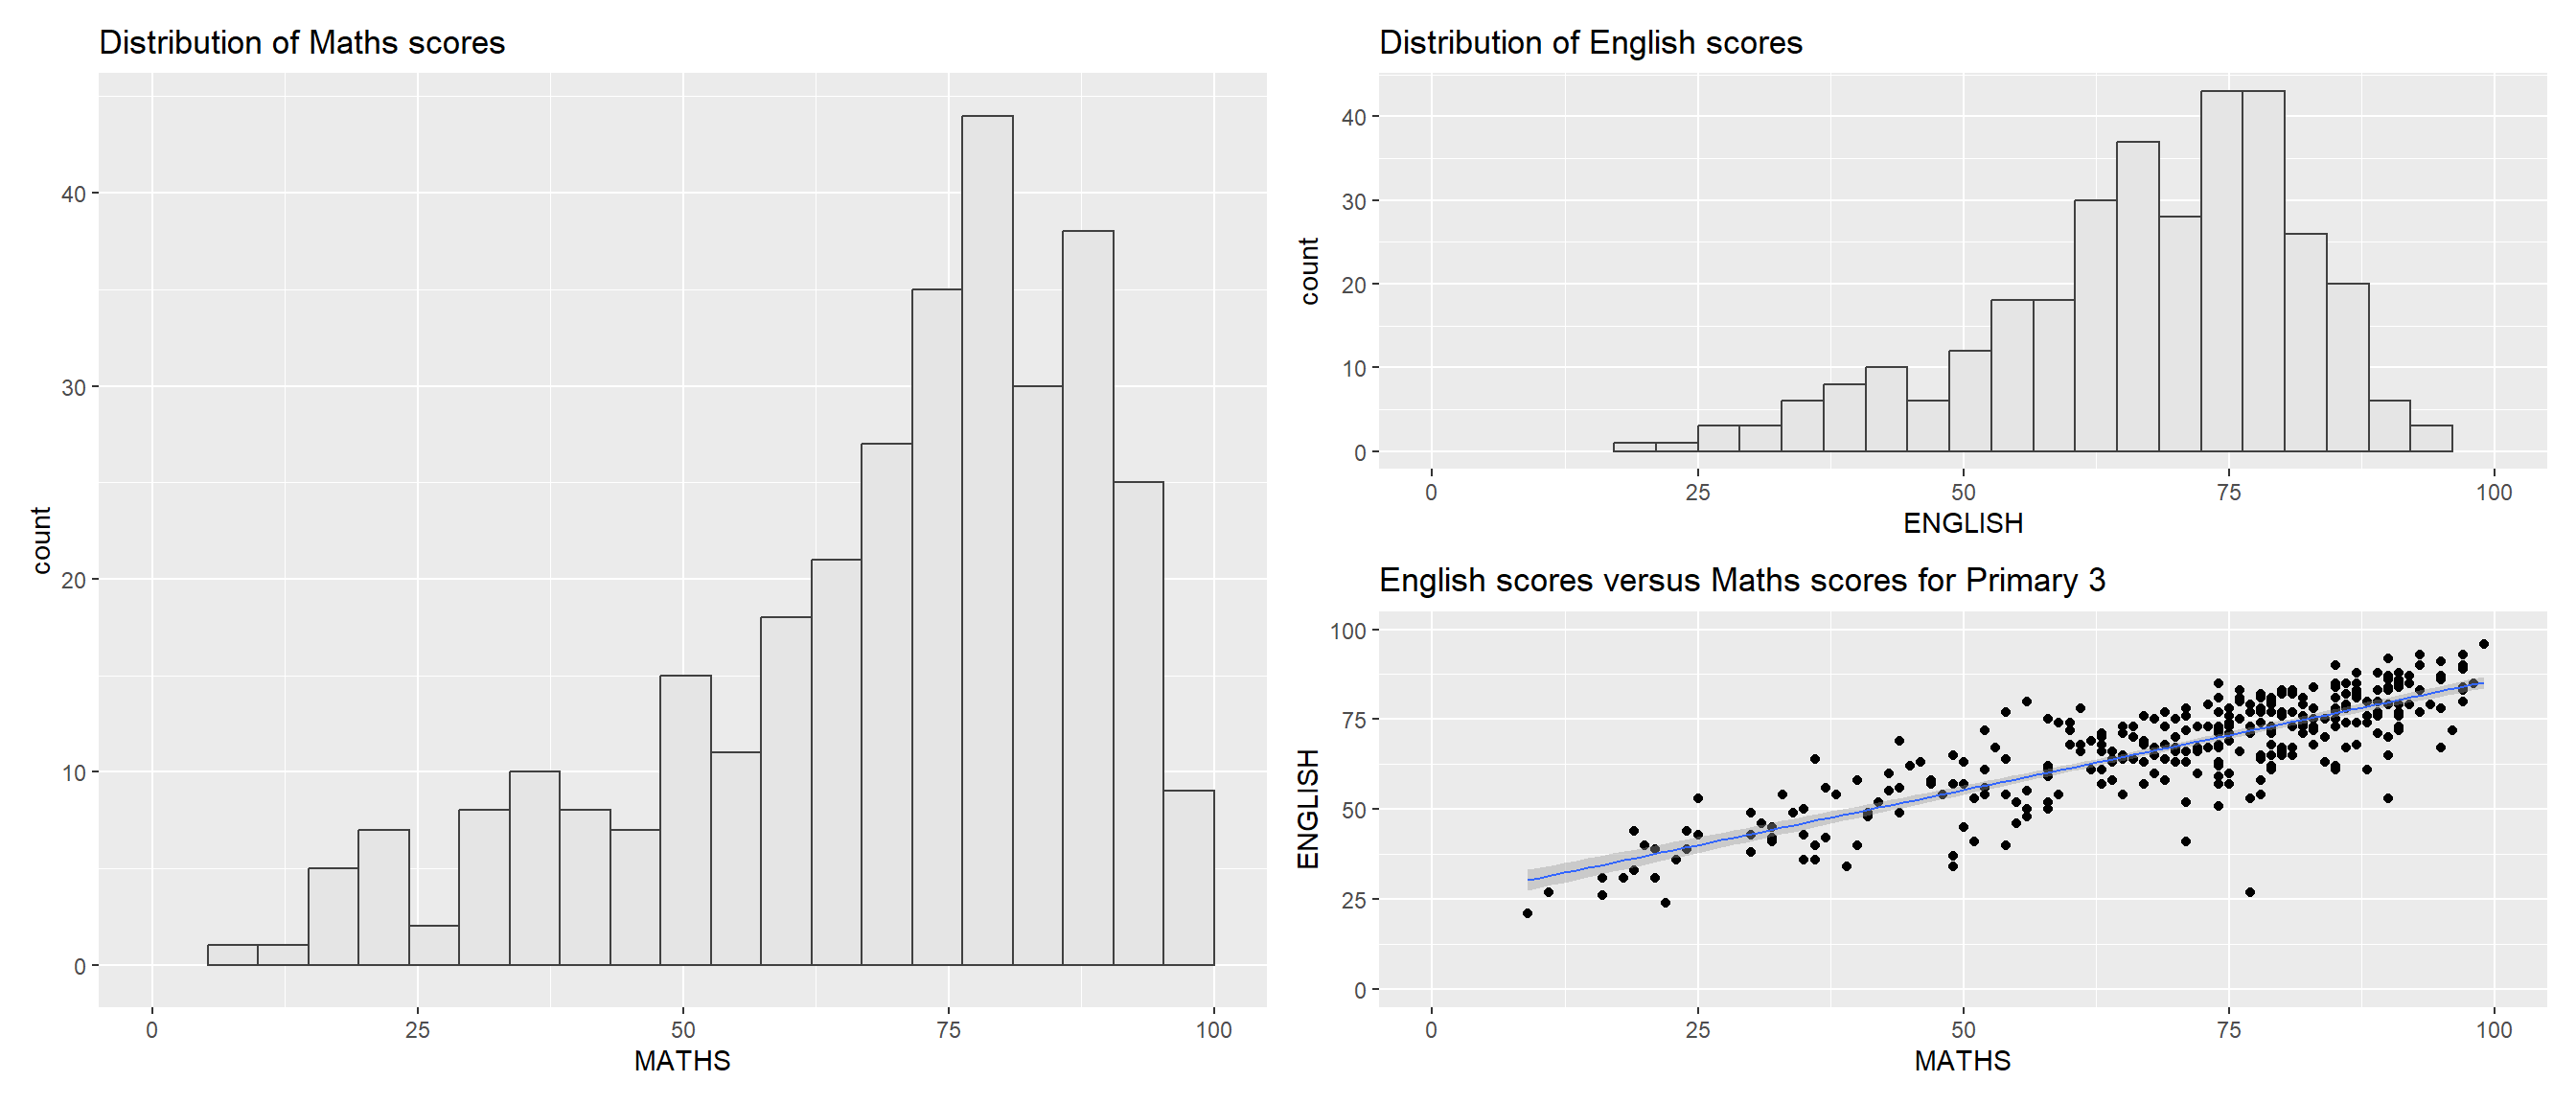 Distribution of Maths scores
count
40
30
20
10
0
0 25 50 75 100
MATHS
Distribution of English scores
count
40
30
20
10
0
0 25 50 75 100
ENGLISH
English scores versus Maths scores for Primary 3
ENGLISH
100
75
50
25
0
0 25 50 75 100
MATHS